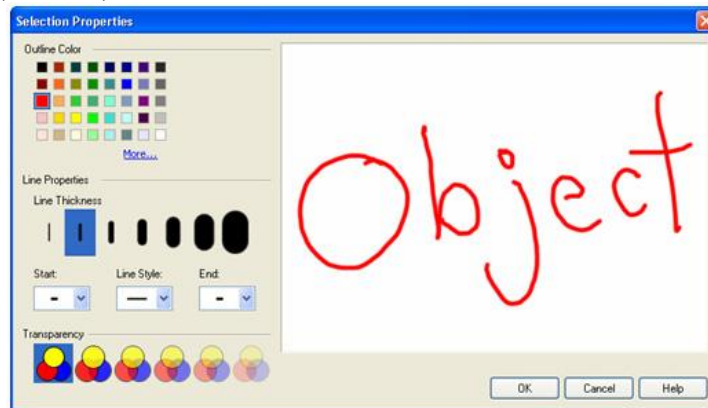 Selection Properties
Outline Color
More...
Line Properties
Line Thickness
Start: Line Style: End:
Transparency
Object
OK Cancel Help